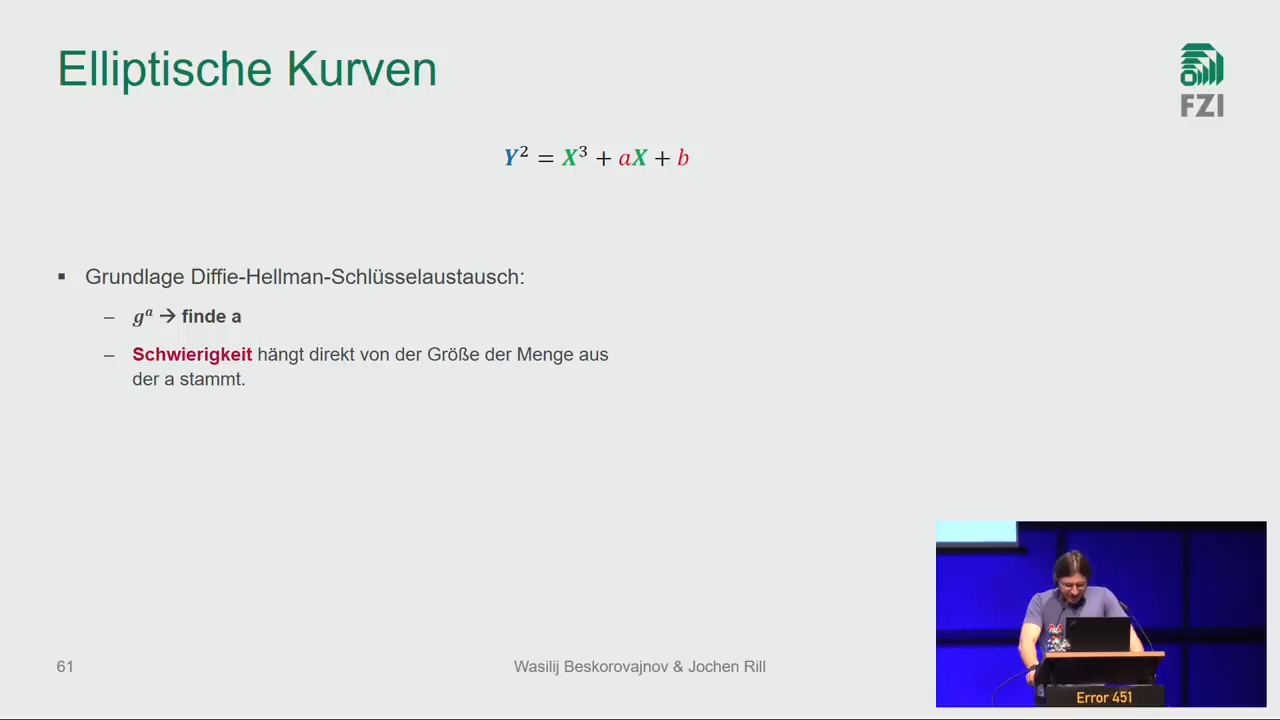 Elliptische Kurven
FZI
Y² = X³ + aX + b
▪ Grundlage Diffie-Hellman-Schlüsselaustausch:
– gᵃ → finde a
– Schwierigkeit hängt direkt von der Größe der Menge aus
der a stammt.
61
Wasilij Beskorovajnov & Jochen Rill
Error 451